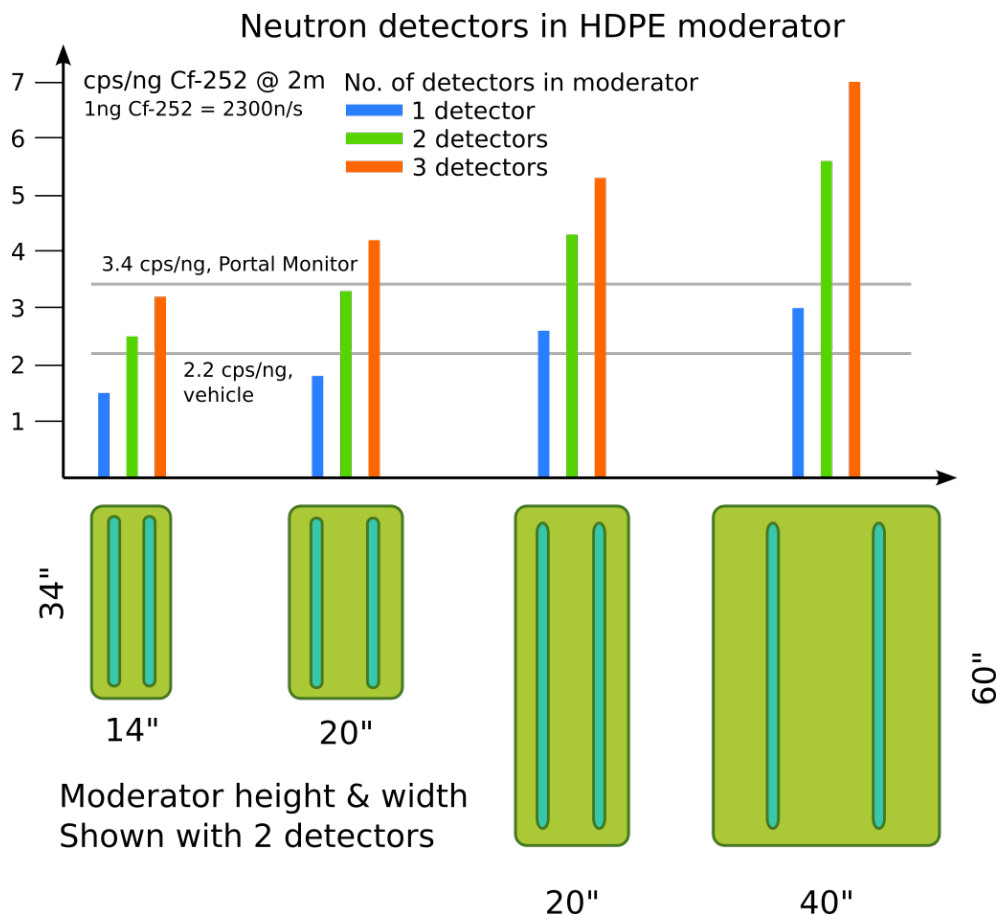 Neutron detectors in HDPE moderator
cps/ng Cf-252 @ 2m
1ng Cf-252 = 2300n/s
No. of detectors in moderator
1 detector
2 detectors
3 detectors
7
6
5
4
3
2
1
3.4 cps/ng, Portal Monitor
2.2 cps/ng,
vehicle
34"
14"
20"
60"
Moderator height & width
Shown with 2 detectors
20"
40"